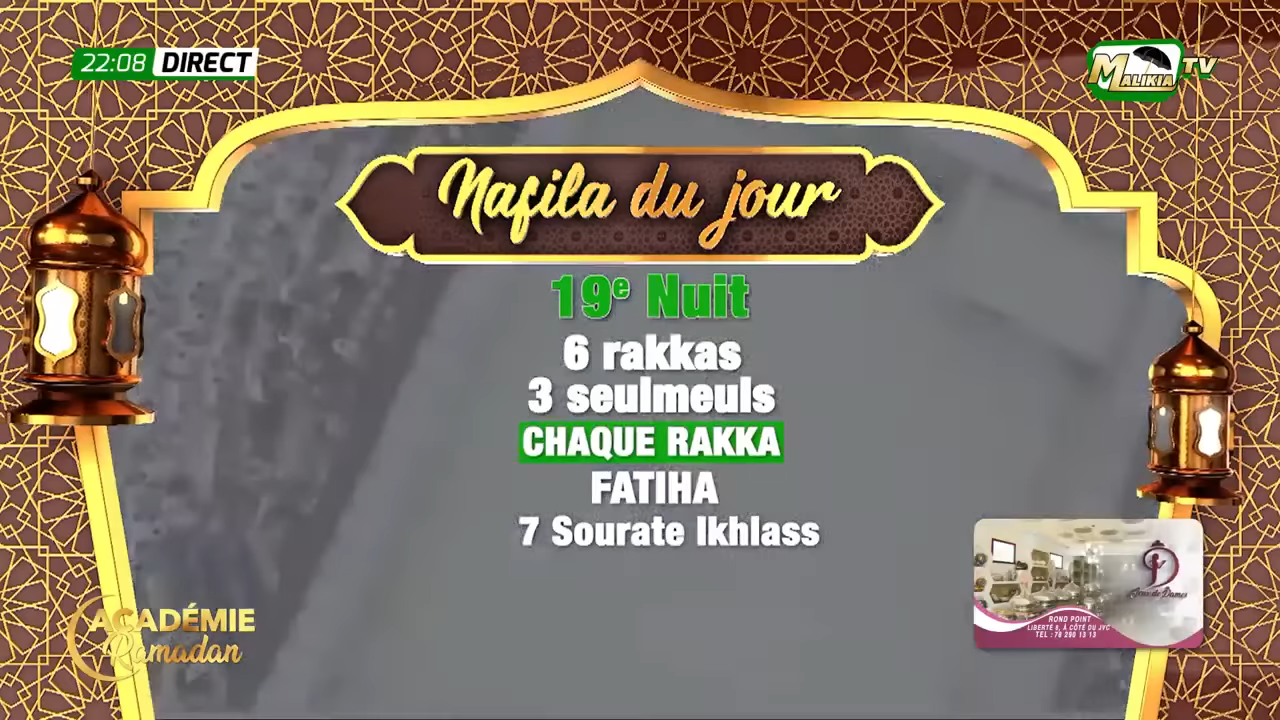 22:08 DIRECT
MALIKIA TV
Nafila du jour
19e Nuit
6 rakkas
3 seulmeuls
CHAQUE RAKKA
FATIHA
7 Sourate Ikhlass
ACADÉMIE
Ramadan
ROND POINT
LIBERTÉ 6, À CÔTÉ DU JVC
TEL : 78 290 13 13